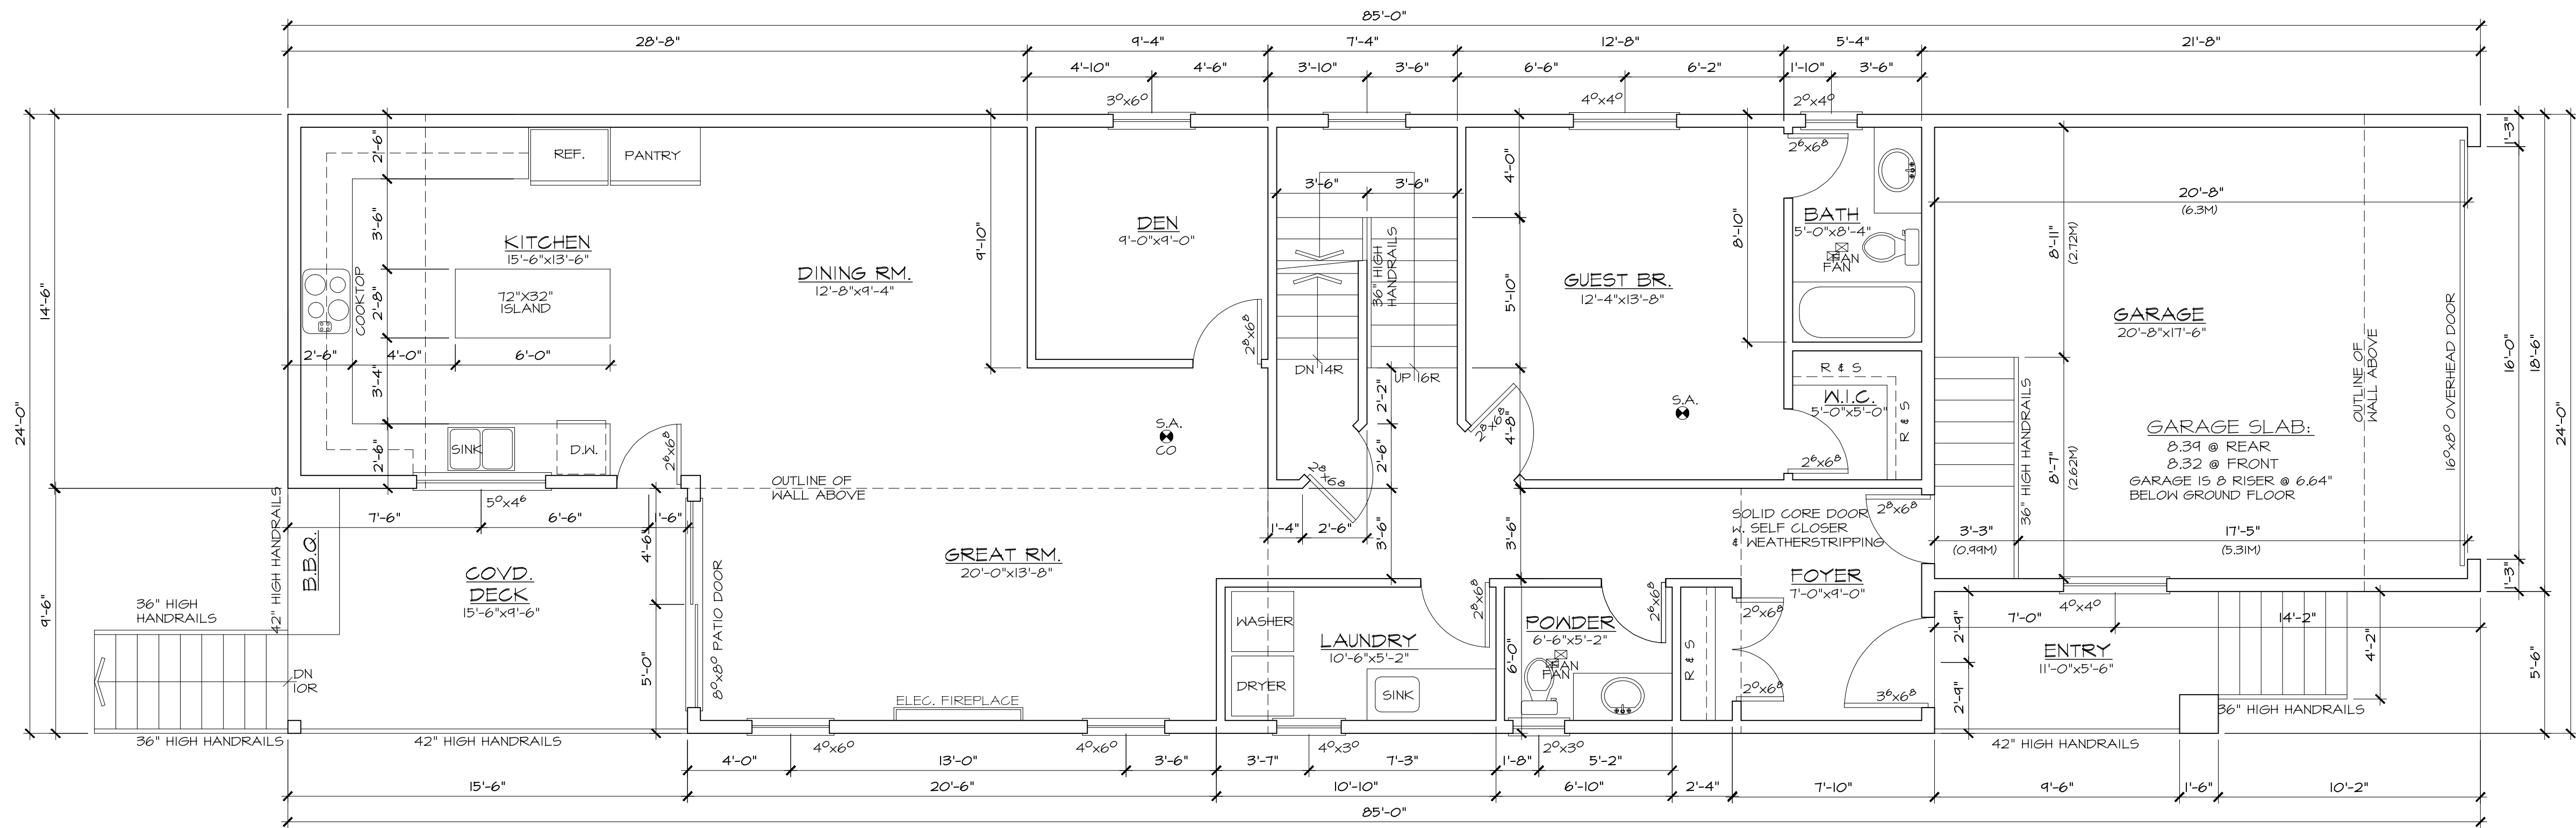 85'-0"
28'-8" 9'-4" 7'-4" 12'-8" 5'-4" 21'-8"
4'-10" 4'-6" 3'-10" 3'-6" 6'-6" 6'-2" 1'-10" 3'-6"
3⁰x6⁰ 4⁰x4⁰ 2⁰x4⁰
24'-0"
14'-6"
9'-6"
2'-6"
3'-6"
2'-8"
3'-4"
2'-6"
REF.
PANTRY
KITCHEN
15'-6"x13'-6"
COOKTOP
72"X32"
ISLAND
2'-6" 4'-0" 6'-0"
SINK
D.W.
2⁶x6⁸
5⁰x4⁶
DINING RM.
12'-8"x9'-4"
9'-10"
DEN
9'-0"x9'-0"
2⁸x6⁸
S.A.
CO
3'-6" 3'-6"
36" HIGH
HANDRAILS
DN 14R
UP 16R
2'-2"
2'-6"
3'-6"
2⁸x6⁸
1'-4" 2'-6"
4'-0"
5'-10"
4'-8"
3'-6"
2⁸x6⁸
GUEST BR.
12'-4"x13'-8"
S.A.
8'-10"
2⁶x6⁸
BATH
5'-0"x8'-4"
FAN
FAN
R & S
W.I.C.
5'-0"x5'-0"
R & S
2⁶x6⁸
20'-8"
(6.3M)
8'-11"
(2.72M)
8'-7"
(2.62M)
GARAGE
20'-8"x17'-6"
GARAGE SLAB:
8.39 @ REAR
8.32 @ FRONT
GARAGE IS 8 RISER @ 6.64"
BELOW GROUND FLOOR
OUTLINE OF
WALL ABOVE
16⁰x8⁰ OVERHEAD DOOR
36" HIGH HANDRAILS
3'-3"
(0.99M)
17'-5"
(5.31M)
1'-3"
16'-0"
1'-3"
18'-6"
5'-6"
24'-0"
OUTLINE OF
WALL ABOVE
7'-6" 6'-6" 1'-6"
4'-6"
5'-0"
42" HIGH HANDRAILS
B.B.Q.
COVD.
DECK
15'-6"x9'-6"
36" HIGH
HANDRAILS
DN
10R
36" HIGH HANDRAILS
42" HIGH HANDRAILS
8⁰x8⁰ PATIO DOOR
GREAT RM.
20'-0"x13'-8"
ELEC. FIREPLACE
4⁰x6⁰ 4⁰x6⁰
WASHER
DRYER
LAUNDRY
10'-6"x5'-2"
SINK
2⁸x6⁸
4⁰x3⁰
6'-0"
POWDER
6'-6"x5'-2"
FAN
FAN
2⁶x6⁸
2⁰x3⁰
R & S
2⁰x6⁸
2⁰x6⁸
SOLID CORE DOOR
W. SELF CLOSER
& WEATHERSTRIPPING
2⁸x6⁸
FOYER
7'-0"x9'-0"
3⁶x6⁸
2'-9"
2'-9"
4⁰x4⁰
7'-0" 14'-2"
ENTRY
11'-0"x5'-6"
4'-2"
36" HIGH HANDRAILS
42" HIGH HANDRAILS
4'-0" 13'-0" 3'-6" 3'-7" 7'-3" 1'-8" 5'-2"
15'-6" 20'-6" 10'-10" 6'-10" 2'-4" 7'-10" 9'-6" 1'-6" 10'-2"
85'-0"